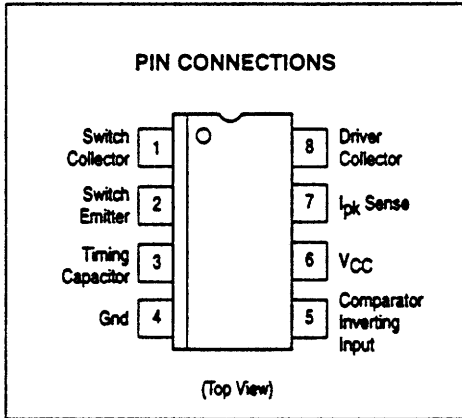 PIN CONNECTIONS
Switch
Collector
1
8
Driver
Collector
Switch
Emitter
2
7
Ipk Sense
Timing
Capacitor
3
6
VCC
Gnd
4
5
Comparator
Inverting
Input
(Top View)